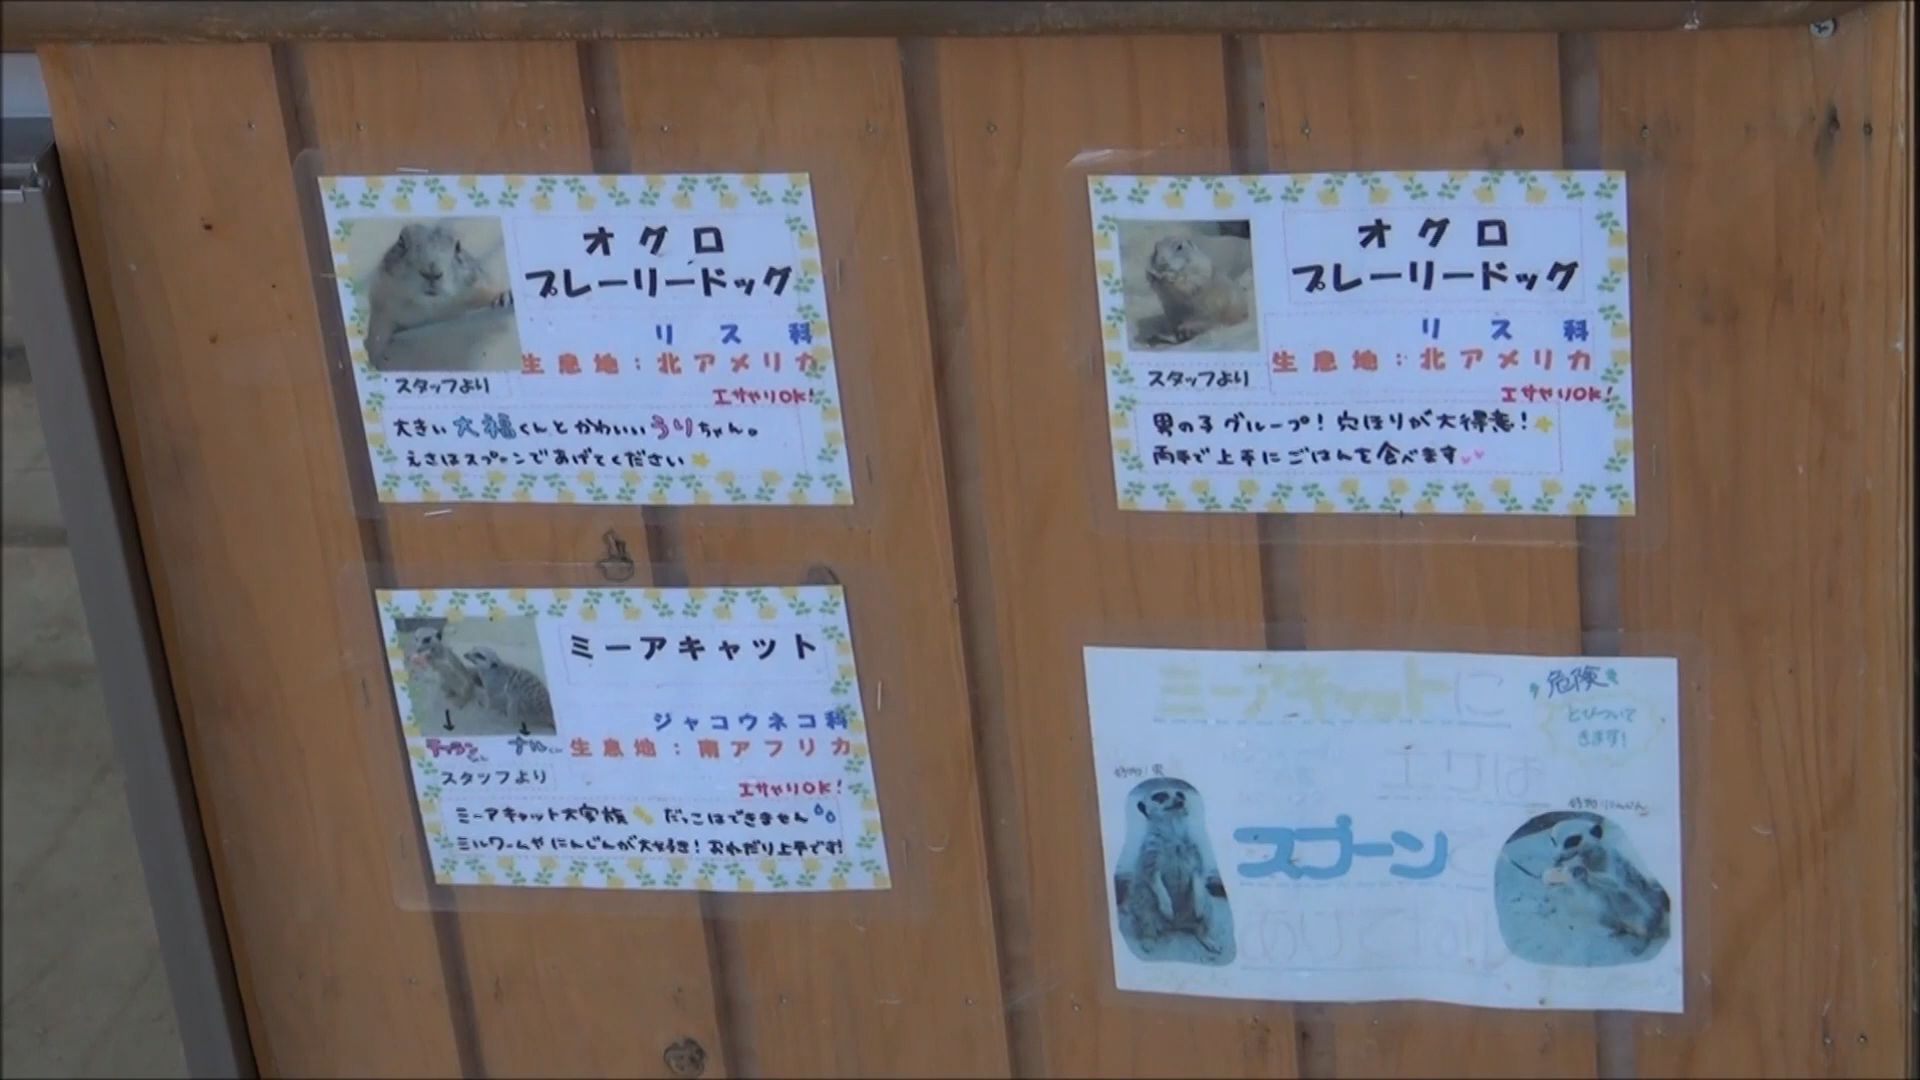 オグロ
プレーリードッグ
リス科
生息地：北アメリカ
スタッフより
エサやりOK!
大きい大福くんとかわいいうりちゃん。
えさはスプーンであげてください
オグロ
プレーリードッグ
リス科
生息地：北アメリカ
スタッフより
エサやりOK!
男の子グループ！穴ほりが大得意！
両手で上手にごはんを食べます
ミーアキャット
ジャコウネコ科
生息地：南アフリカ
スタッフより
エサやりOK!
ミーアキャット大家族 だっこはできません
ミルワームやにんじんが大好き！おねだり上手です!
ミーアキャットに
危険
とびついて
きます!
スプーン
好物:にんじん